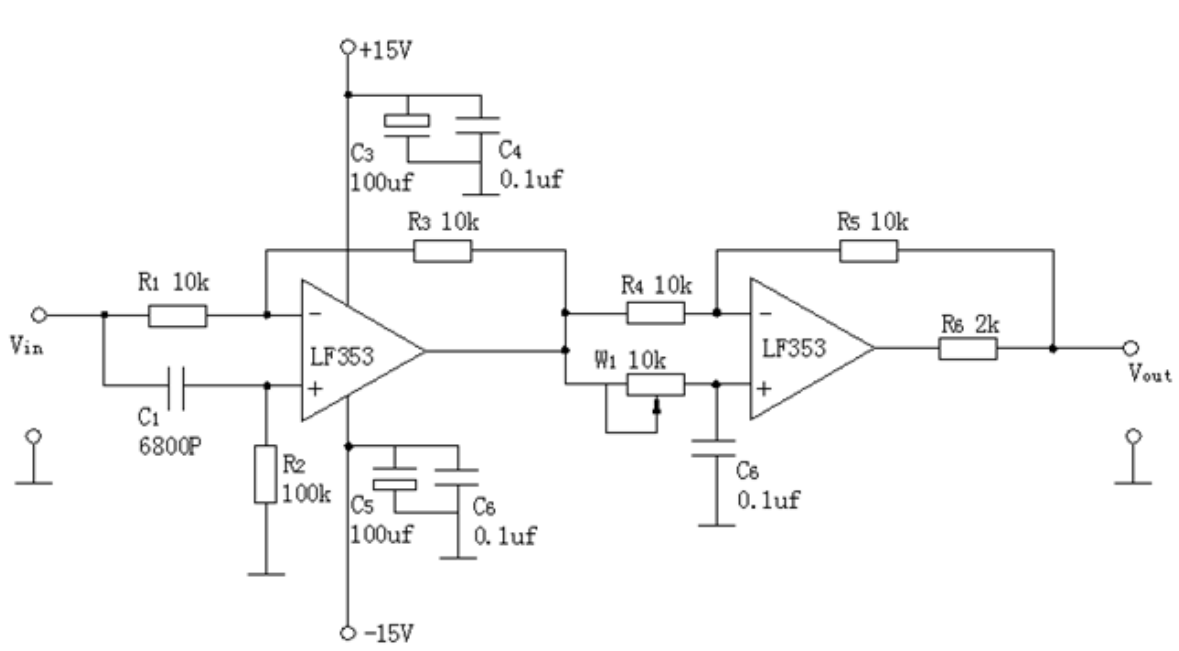 +15V
C3
100uf
C4
0.1uf
R3 10k
R5 10k
R1 10k
R4 10k
Vin
−
LF353
+
W1 10k
−
LF353
+
R6 2k
Vout
C1
6800P
R2
100k
C5
100uf
C6
0.1uf
C6
0.1uf
-15V